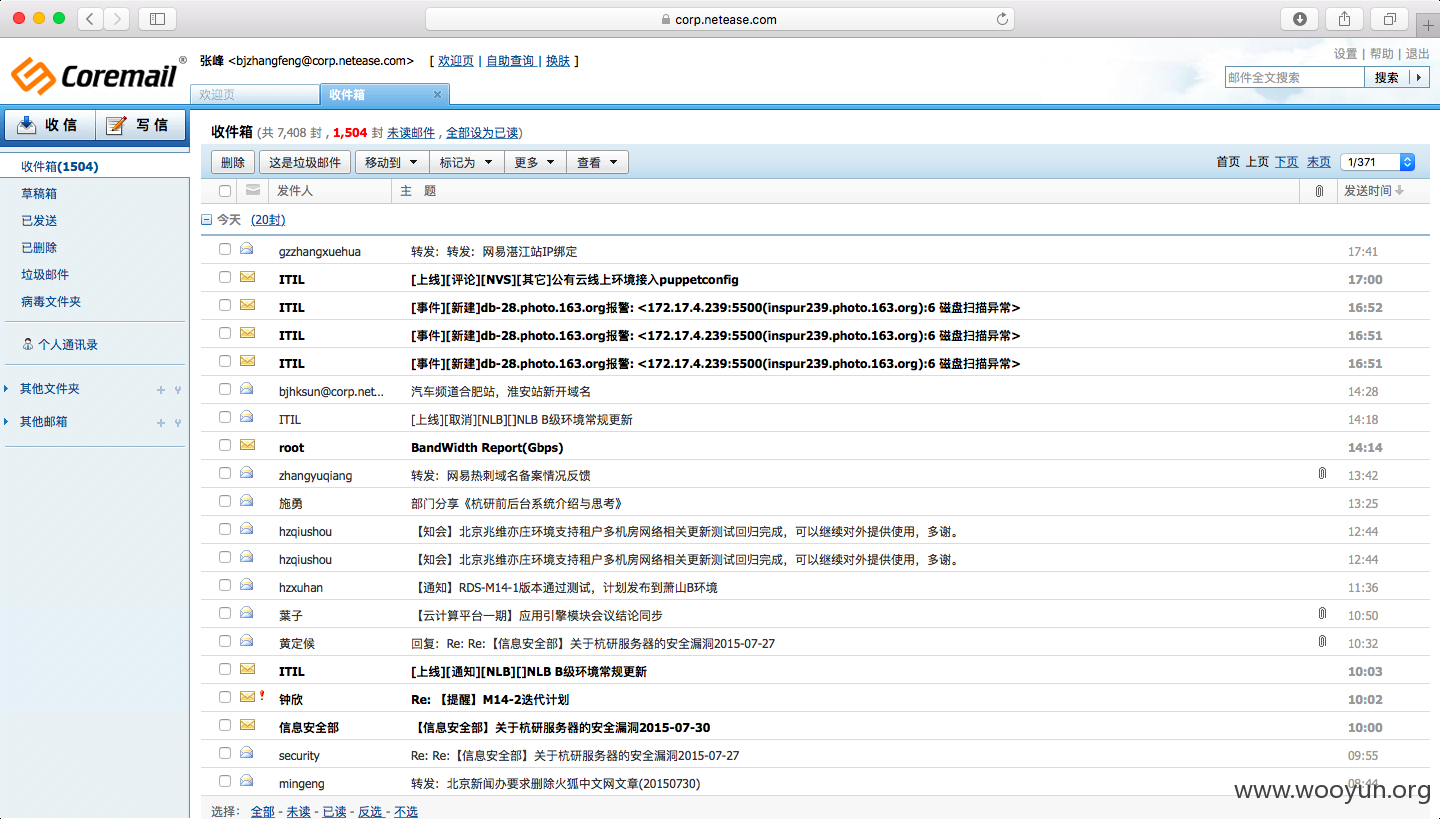 corp.netease.com
Coremail®
张峰 <bjzhangfeng@corp.netease.com> [ 欢迎页 | 自助查询 | 换肤 ]
设置 | 帮助 | 退出
邮件全文搜索 搜索
欢迎页 收件箱 ×
收信 写信
收件箱(1504)
草稿箱
已发送
已删除
垃圾邮件
病毒文件夹
个人通讯录
其他文件夹
其他邮箱
收件箱 (共 7,408 封 , 1,504 封 未读邮件 , 全部设为已读)
删除 这是垃圾邮件 移动到 标记为 更多 查看 首页 上页 下页 末页 1/371
发件人 主 题 发送时间
今天 (20封)
gzzhangxuehua 转发：转发：网易湛江站IP绑定 17:41
ITIL [上线][评论][NVS][其它]公有云线上环境接入puppetconfig 17:00
ITIL [事件][新建]db-28.photo.163.org报警: <172.17.4.239:5500(inspur239.photo.163.org):6 磁盘扫描异常> 16:52
ITIL [事件][新建]db-28.photo.163.org报警: <172.17.4.239:5500(inspur239.photo.163.org):6 磁盘扫描异常> 16:51
ITIL [事件][新建]db-28.photo.163.org报警: <172.17.4.239:5500(inspur239.photo.163.org):6 磁盘扫描异常> 16:51
bjhksun@corp.net... 汽车频道合肥站，淮安站新开域名 14:28
ITIL [上线][取消][NLB][]NLB B级环境常规更新 14:18
root BandWidth Report(Gbps) 14:14
zhangyuqiang 转发：网易热刺域名备案情况反馈 13:42
施勇 部门分享《杭研前后台系统介绍与思考》 13:25
hzqiushou 【知会】北京兆维亦庄环境支持租户多机房网络相关更新测试回归完成，可以继续对外提供使用，多谢。 12:44
hzqiushou 【知会】北京兆维亦庄环境支持租户多机房网络相关更新测试回归完成，可以继续对外提供使用，多谢。 12:44
hzxuhan 【通知】RDS-M14-1版本通过测试，计划发布到萧山B环境 11:36
葉子 【云计算平台一期】应用引擎模块会议结论同步 10:50
黄定候 回复：Re: Re:【信息安全部】关于杭研服务器的安全漏洞2015-07-27 10:32
ITIL [上线][通知][NLB][]NLB B级环境常规更新 10:03
钟欣 Re: 【提醒】M14-2迭代计划 10:02
信息安全部 【信息安全部】关于杭研服务器的安全漏洞2015-07-30 10:00
security Re: Re:【信息安全部】关于杭研服务器的安全漏洞2015-07-27 09:55
mingeng 转发：北京新闻办要求删除火狐中文网文章(20150730) 08:44
www.wooyun.org
选择： 全部 - 未读 - 已读 - 反选 - 不选